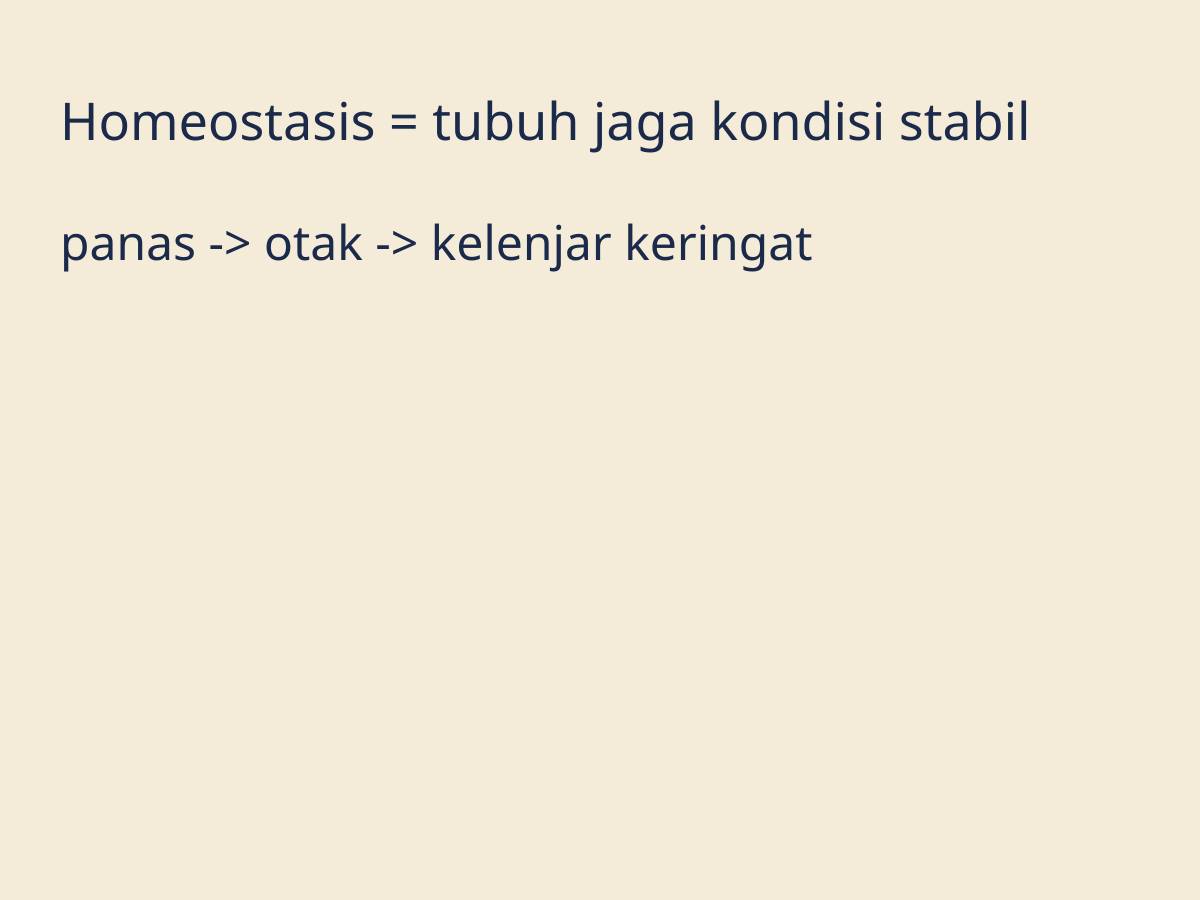 Homeostasis = tubuh jaga kondisi stabil
panas -> otak -> kelenjar keringat